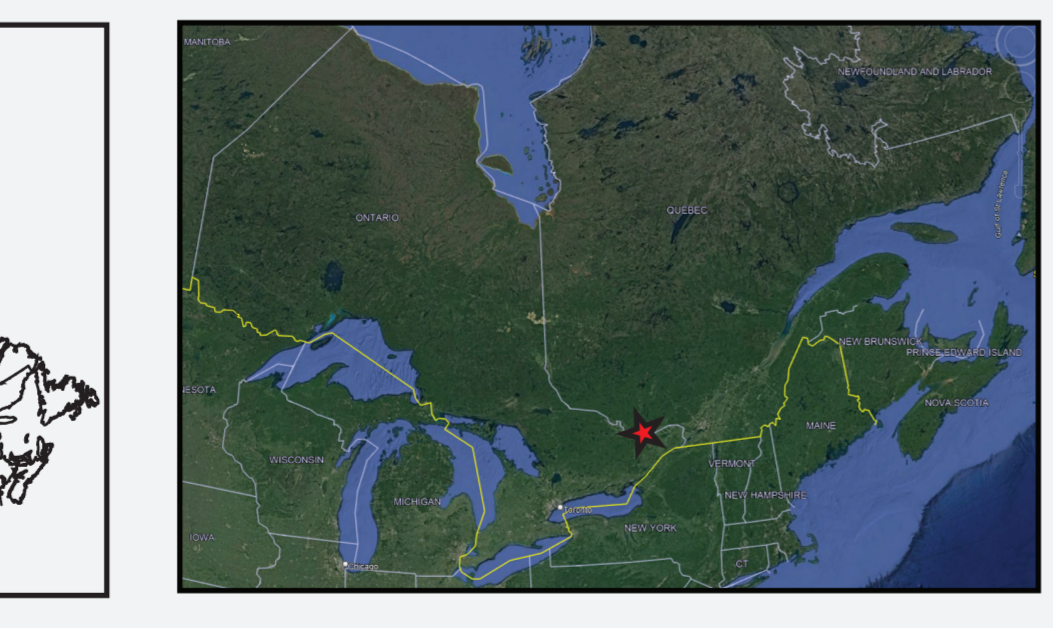 MANITOBA
NEWFOUNDLAND AND LABRADOR
Gulf of St Lawrence
ONTARIO
QUEBEC
NEW BRUNSWICK
PRINCE EDWARD ISLAND
NESOTA
NOVA SCOTIA
MAINE
WISCONSIN
VERMONT
NEW HAMPSHIRE
MICHIGAN
Toronto
NEW YORK
IOWA
CT
Chicago